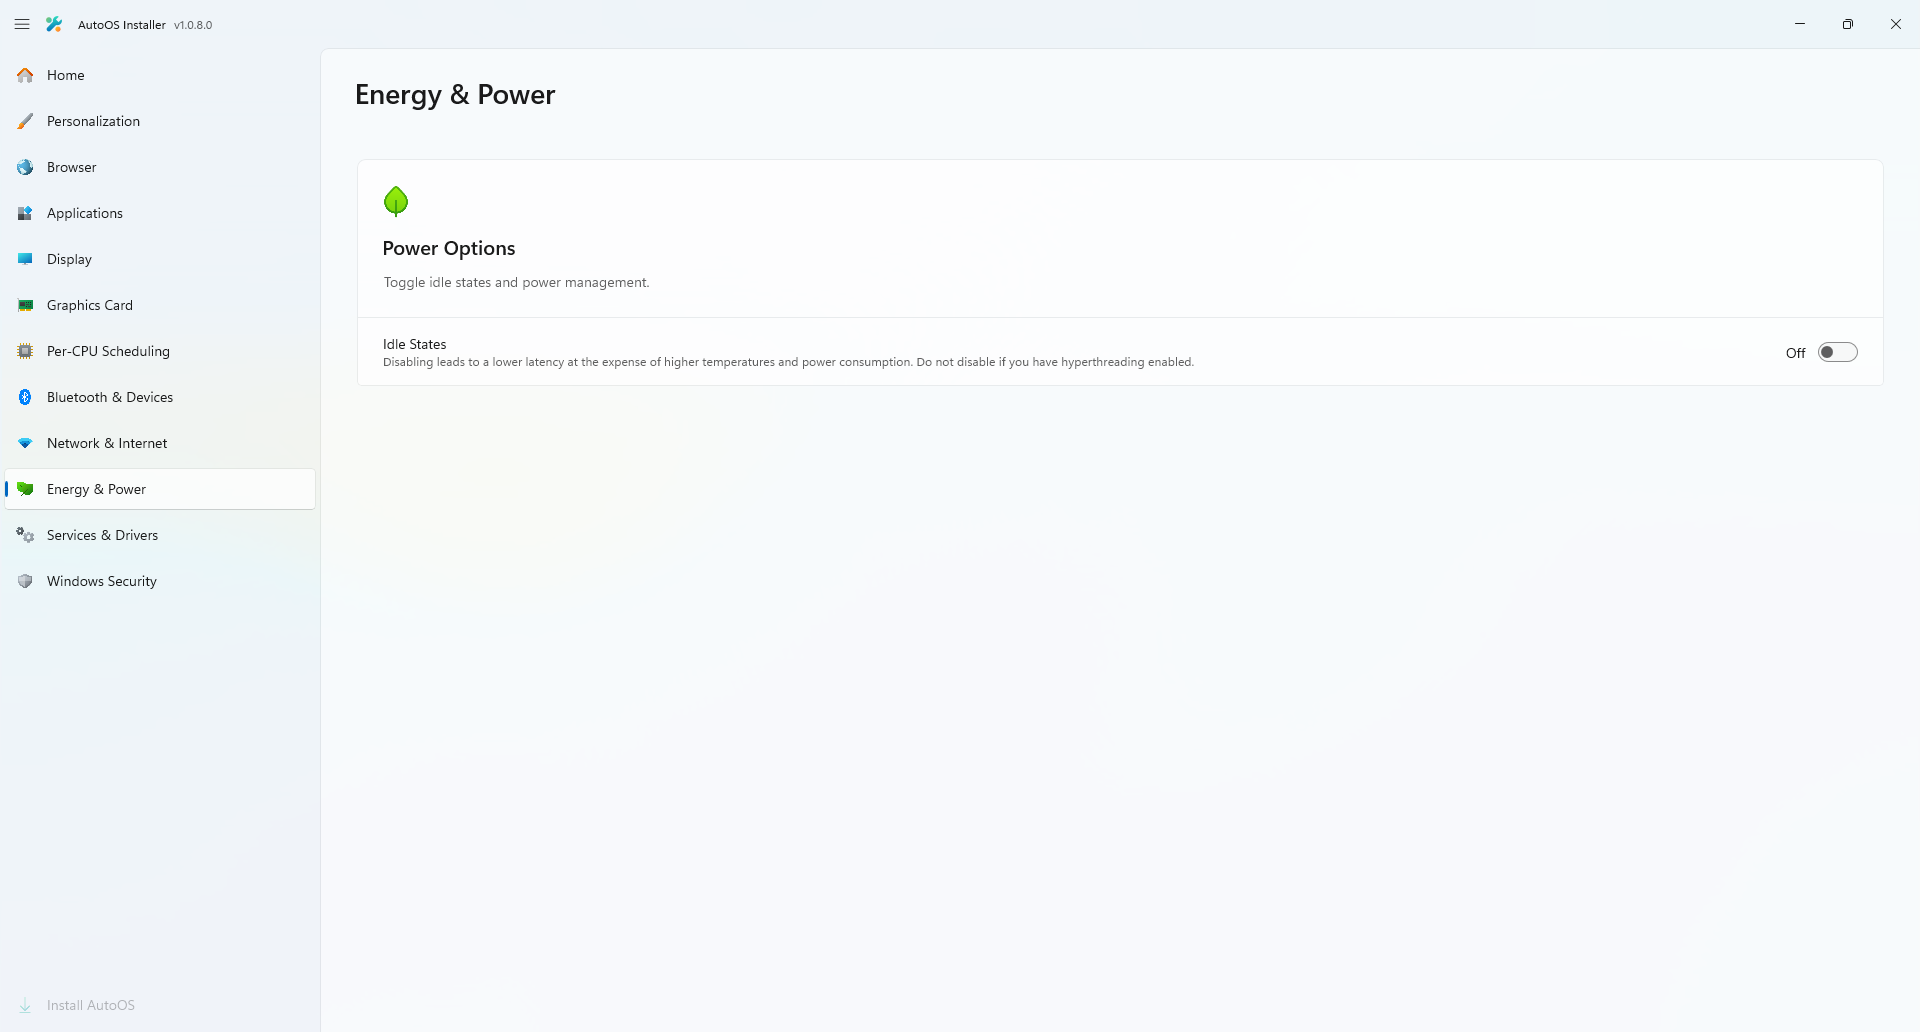 AutoOS Installer v1.0.8.0
Home
Personalization
Browser
Applications
Display
Graphics Card
Per-CPU Scheduling
Bluetooth & Devices
Network & Internet
Energy & Power
Services & Drivers
Windows Security
Install AutoOS
Energy & Power
Power Options
Toggle idle states and power management.
Idle States
Disabling leads to a lower latency at the expense of higher temperatures and power consumption. Do not disable if you have hyperthreading enabled.
Off